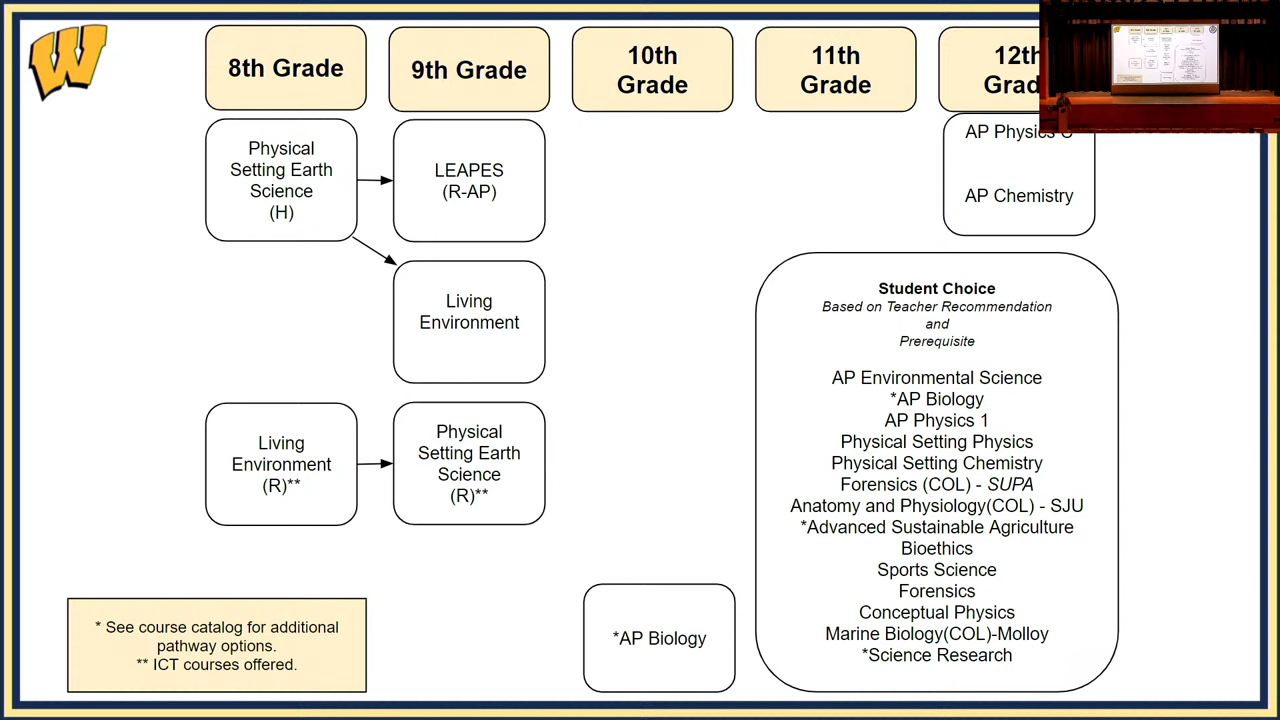 W
8th Grade
9th Grade
10th
Grade
11th
Grade
12th
Grade
Physical
Setting Earth
Science
(H)
LEAPES
(R-AP)
AP Physics C
AP Chemistry
Living
Environment
Student Choice
Based on Teacher Recommendation
and
Prerequisite
AP Environmental Science
*AP Biology
AP Physics 1
Physical Setting Physics
Physical Setting Chemistry
Forensics (COL) - SUPA
Anatomy and Physiology(COL) - SJU
*Advanced Sustainable Agriculture
Bioethics
Sports Science
Forensics
Conceptual Physics
Marine Biology(COL)-Molloy
*Science Research
Living
Environment
(R)**
Physical
Setting Earth
Science
(R)**
*AP Biology
* See course catalog for additional
pathway options.
** ICT courses offered.